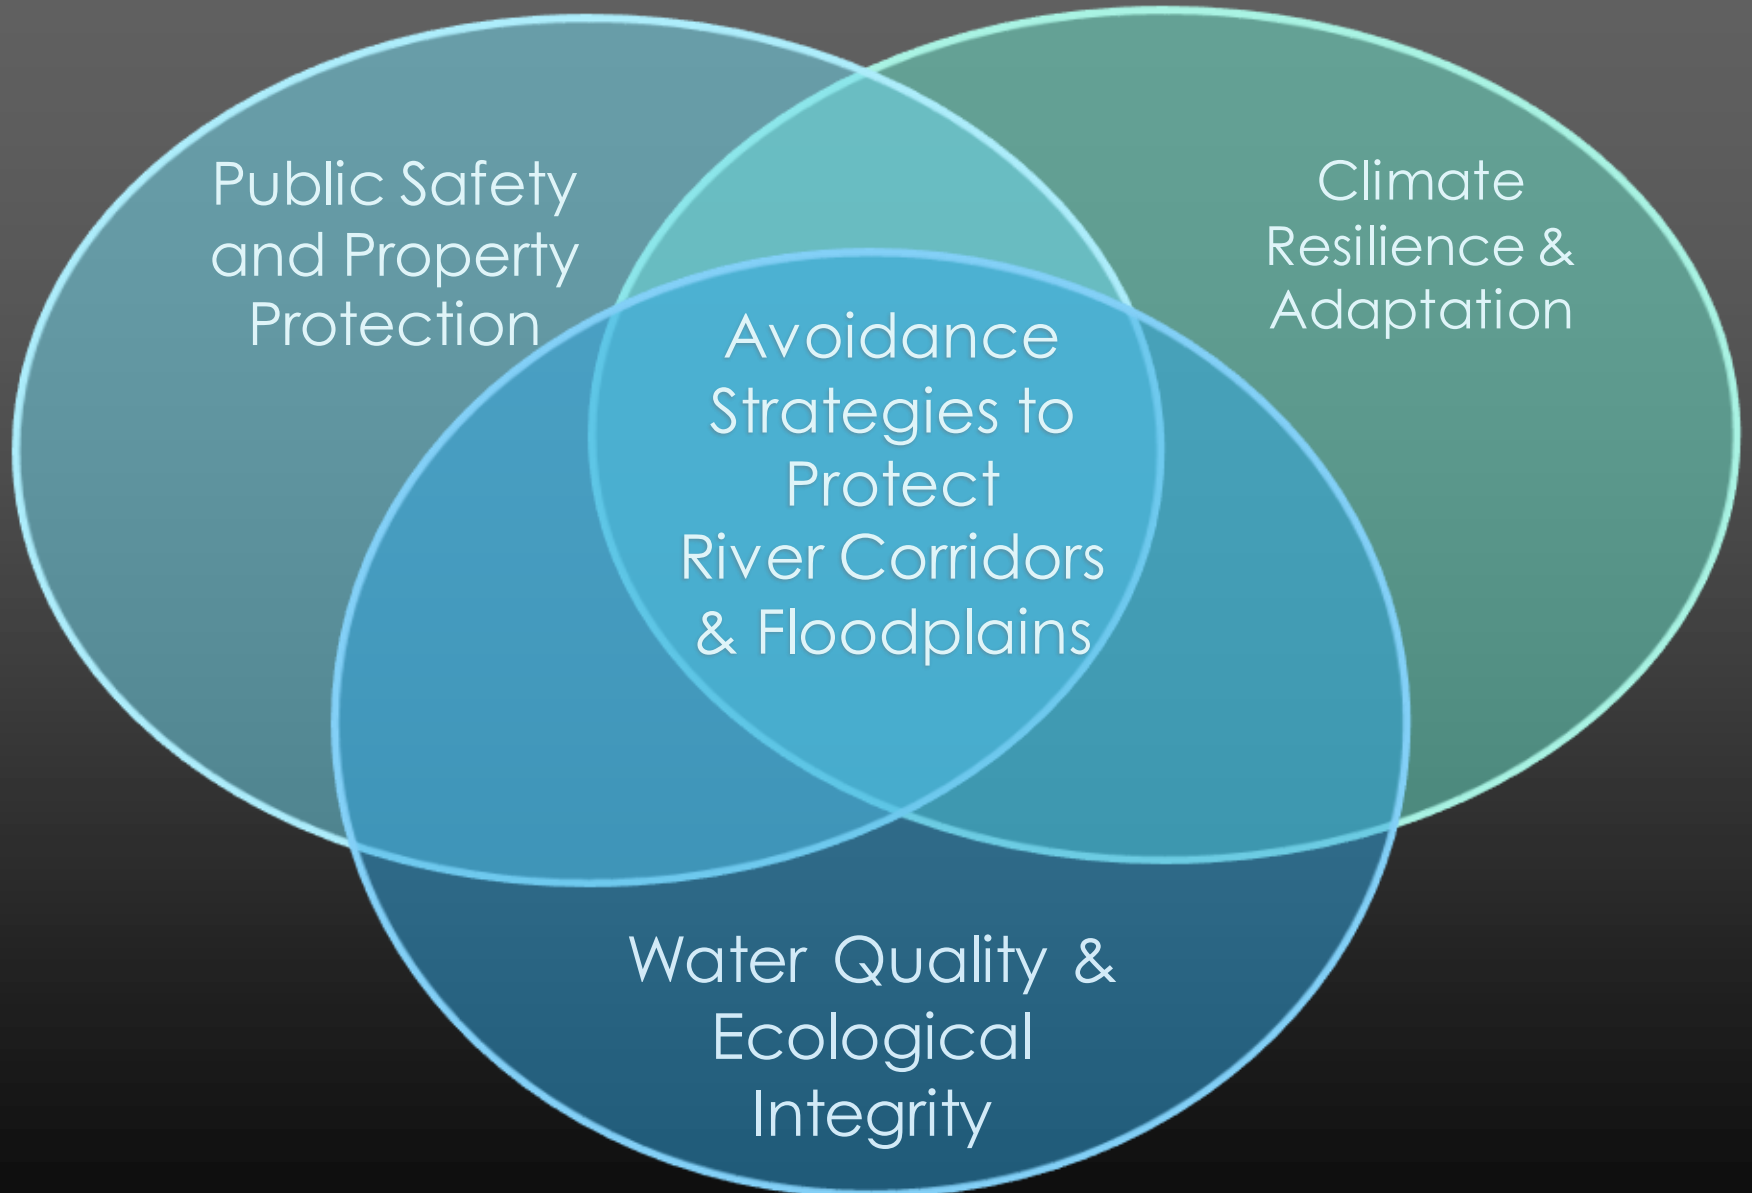 Public Safety
and Property
Protection
Climate
Resilience &
Adaptation
Avoidance
Strategies to
Protect
River Corridors
& Floodplains
Water Quality &
Ecological
Integrity